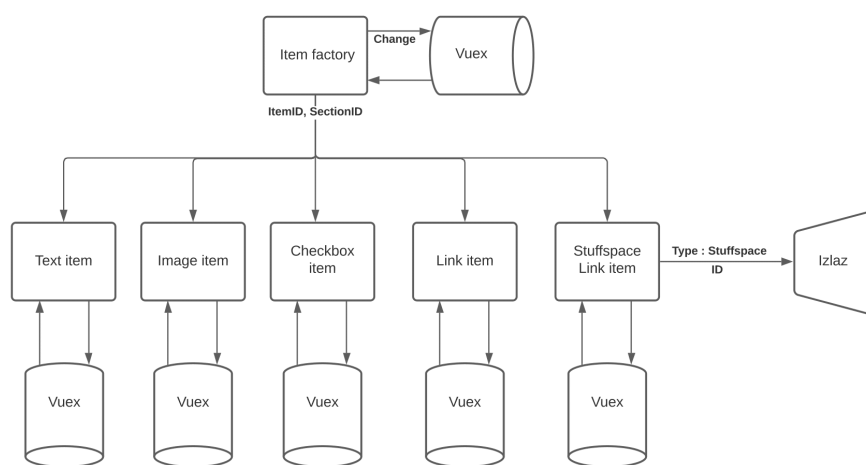 Item factory
Change
Vuex
ItemID, SectionID
Text item
Image item
Checkbox
item
Link item
Stuffspace
Link item
Type : Stuffspace
ID
Izlaz
Vuex
Vuex
Vuex
Vuex
Vuex